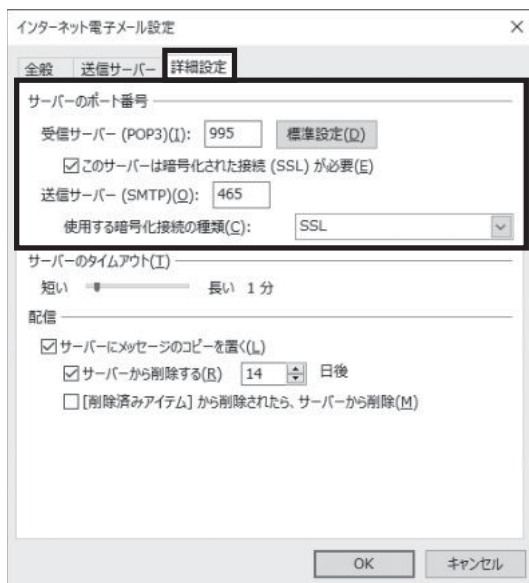 インターネット電子メール設定 ×
全般 送信サーバー 詳細設定
サーバーのポート番号
受信サーバー (POP3)(I): 995 標準設定(D)
このサーバーは暗号化された接続 (SSL) が必要(E)
送信サーバー (SMTP)(O): 465
使用する暗号化接続の種類(C): SSL
サーバーのタイムアウト(T)
短い 長い 1 分
配信
サーバーにメッセージのコピーを置く(L)
サーバーから削除する(R) 14 日後
[削除済みアイテム] から削除されたら、サーバーから削除(M)
OK キャンセル